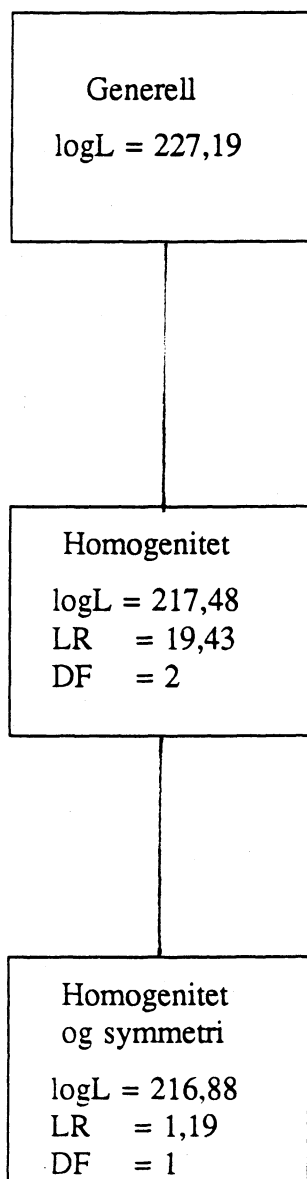 Generell
logL = 227,19
Homogenitet
logL = 217,48
LR = 19,43
DF = 2
Homogenitet
og symmetri
logL = 216,88
LR = 1,19
DF = 1